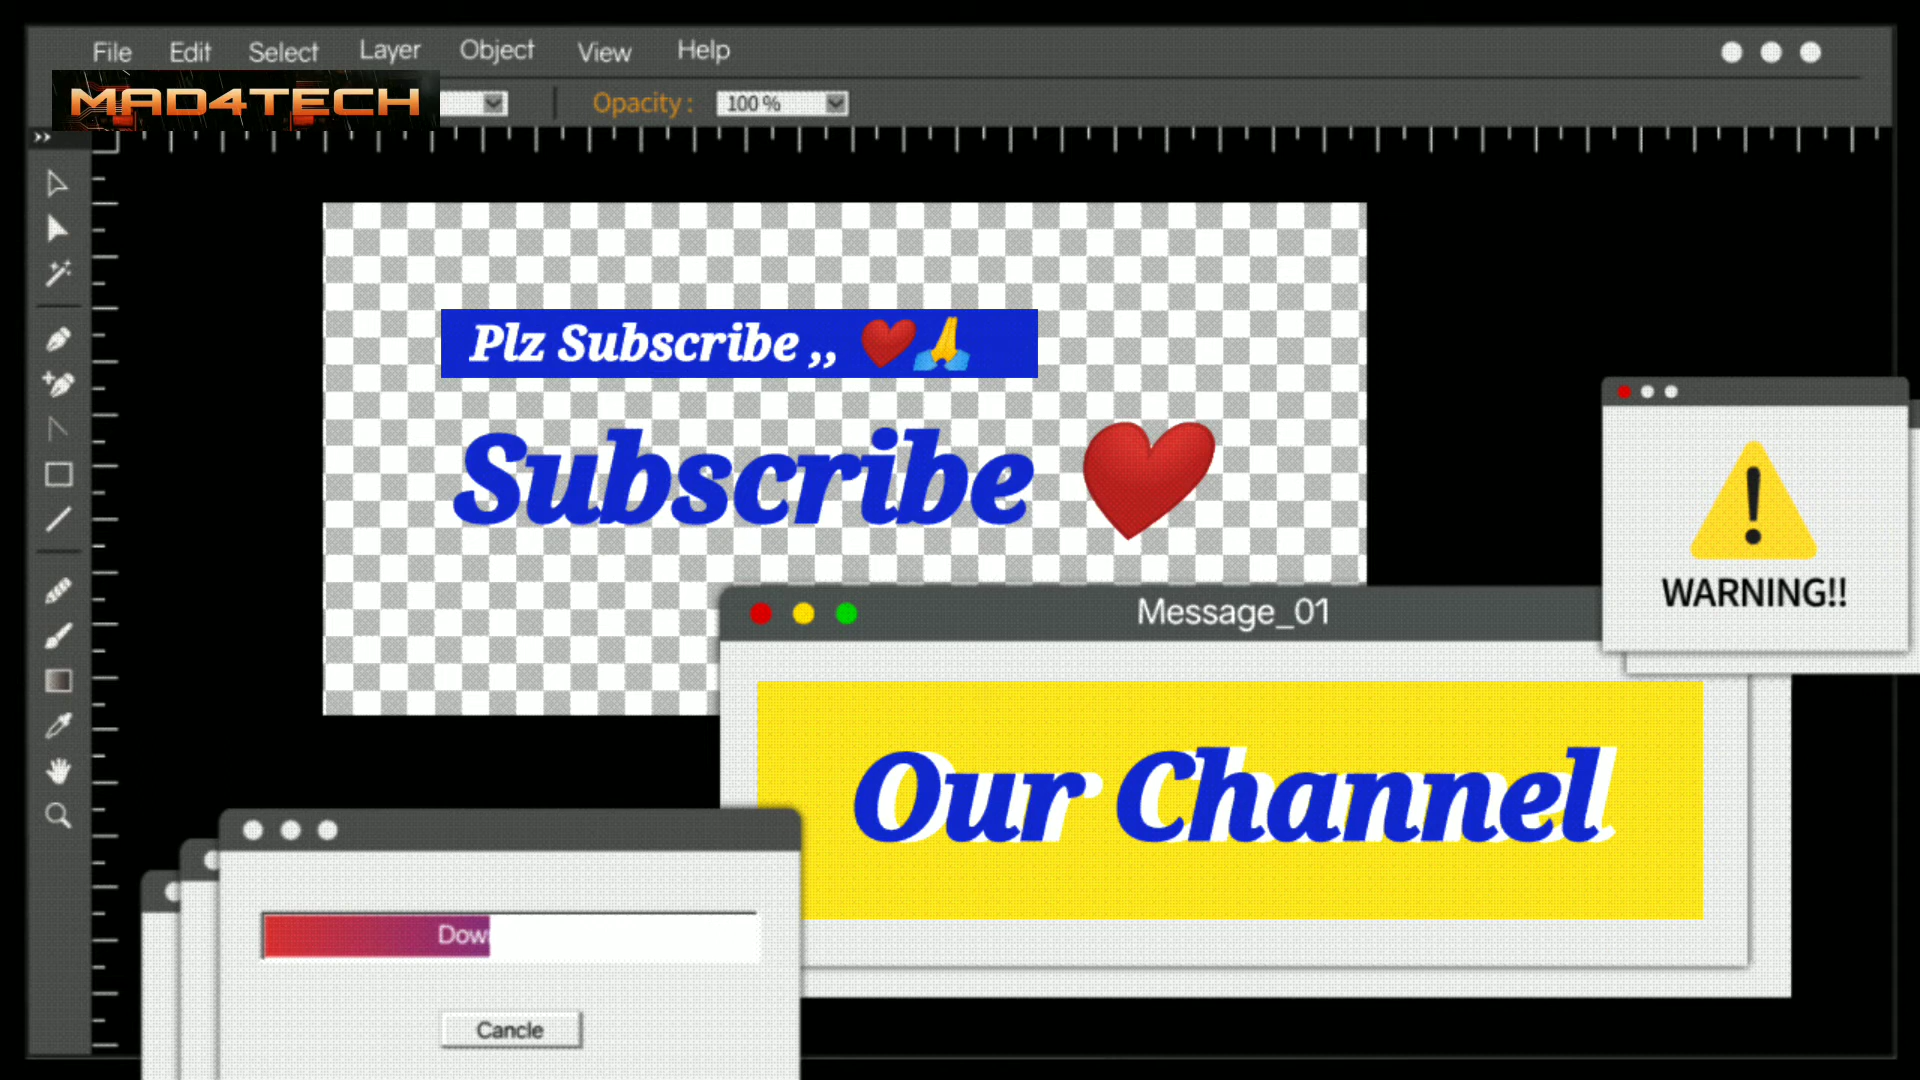 File Edit Select Layer Object View Help
MAD4TECH
Opacity : 100 %
Plz Subscribe ,, ❤️🙏
Subscribe ❤️
Message_01
WARNING!!
Our Channel
Dow
Cancle